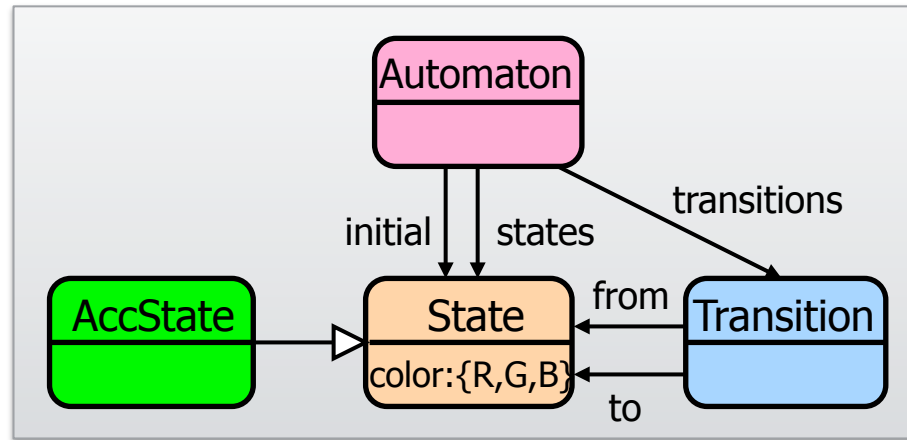 Automaton
transitions
initial
states
AccState
State
from
Transition
color:{R,G,B}
to